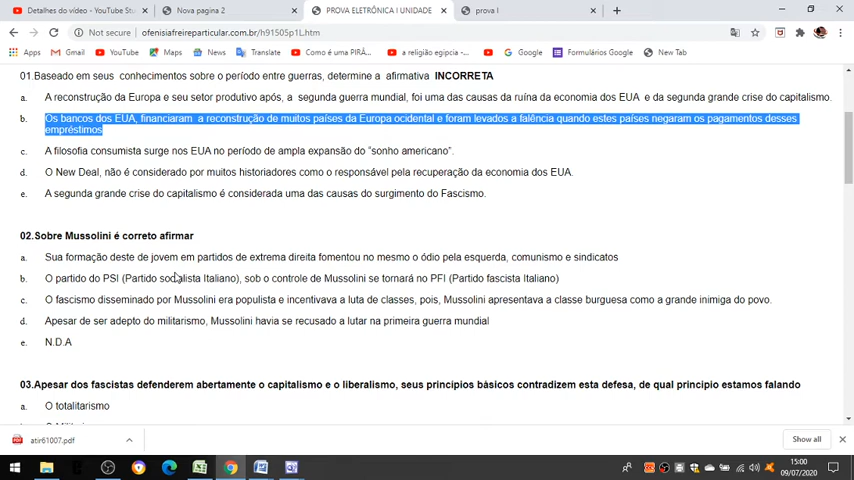 Detalhes do vídeo - YouTube Stu
Nova pagina 2
PROVA ELETRÔNICA I UNIDADE
prova I
Not secure
ofenisiafreireparticular.com.br/h91505p1L.htm
Apps
Gmail
YouTube
Maps
News
Translate
Como é uma PIRÂ...
a religião egipcia -...
Google
Formulários Google
New Tab
01.Baseado em seus conhecimentos sobre o período entre guerras, determine a afirmativa INCORRETA
a. A reconstrução da Europa e seu setor produtivo após, a segunda guerra mundial, foi uma das causas da ruína da economia dos EUA e da segunda grande crise do capitalismo.
b. Os bancos dos EUA, financiaram a reconstrução de muitos países da Europa ocidental e foram levados a falência quando estes países negaram os pagamentos desses
empréstimos
c. A filosofia consumista surge nos EUA no período de ampla expansão do “sonho americano”.
d. O New Deal, não é considerado por muitos historiadores como o responsável pela recuperação da economia dos EUA.
e. A segunda grande crise do capitalismo é considerada uma das causas do surgimento do Fascismo.
02.Sobre Mussolini é correto afirmar
a. Sua formação deste de jovem em partidos de extrema direita fomentou no mesmo o ódio pela esquerda, comunismo e sindicatos
b. O partido do PSI (Partido socialista Italiano), sob o controle de Mussolini se tornará no PFI (Partido fascista Italiano)
c. O fascismo disseminado por Mussolini era populista e incentivava a luta de classes, pois, Mussolini apresentava a classe burguesa como a grande inimiga do povo.
d. Apesar de ser adepto do militarismo, Mussolini havia se recusado a lutar na primeira guerra mundial
e. N.D.A
03.Apesar dos fascistas defenderem abertamente o capitalismo e o liberalismo, seus princípios básicos contradizem esta defesa, de qual principio estamos falando
a. O totalitarismo
atir61007.pdf
Show all
15:00
09/07/2020